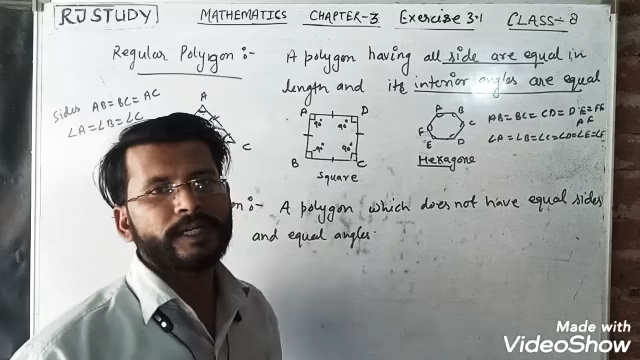 RJ STUDY MATHEMATICS CHAPTER-3 Exercise 3.1 CLASS-8
Regular Polygon :- A polygon having all side are equal in
length and its interior angles are equal
Sides AB=BC=AC
∠A=∠B=∠C
A
C
A D
90° 90°
90° 90°
B C
Square
A B
F C
E D
Hexagone
AB=BC=CD=DE=FE
AF
∠A=∠B=∠C=∠D=∠E=∠F
:- A polygon which does not have equal sides
and equal angles.
Made with
VideoShow